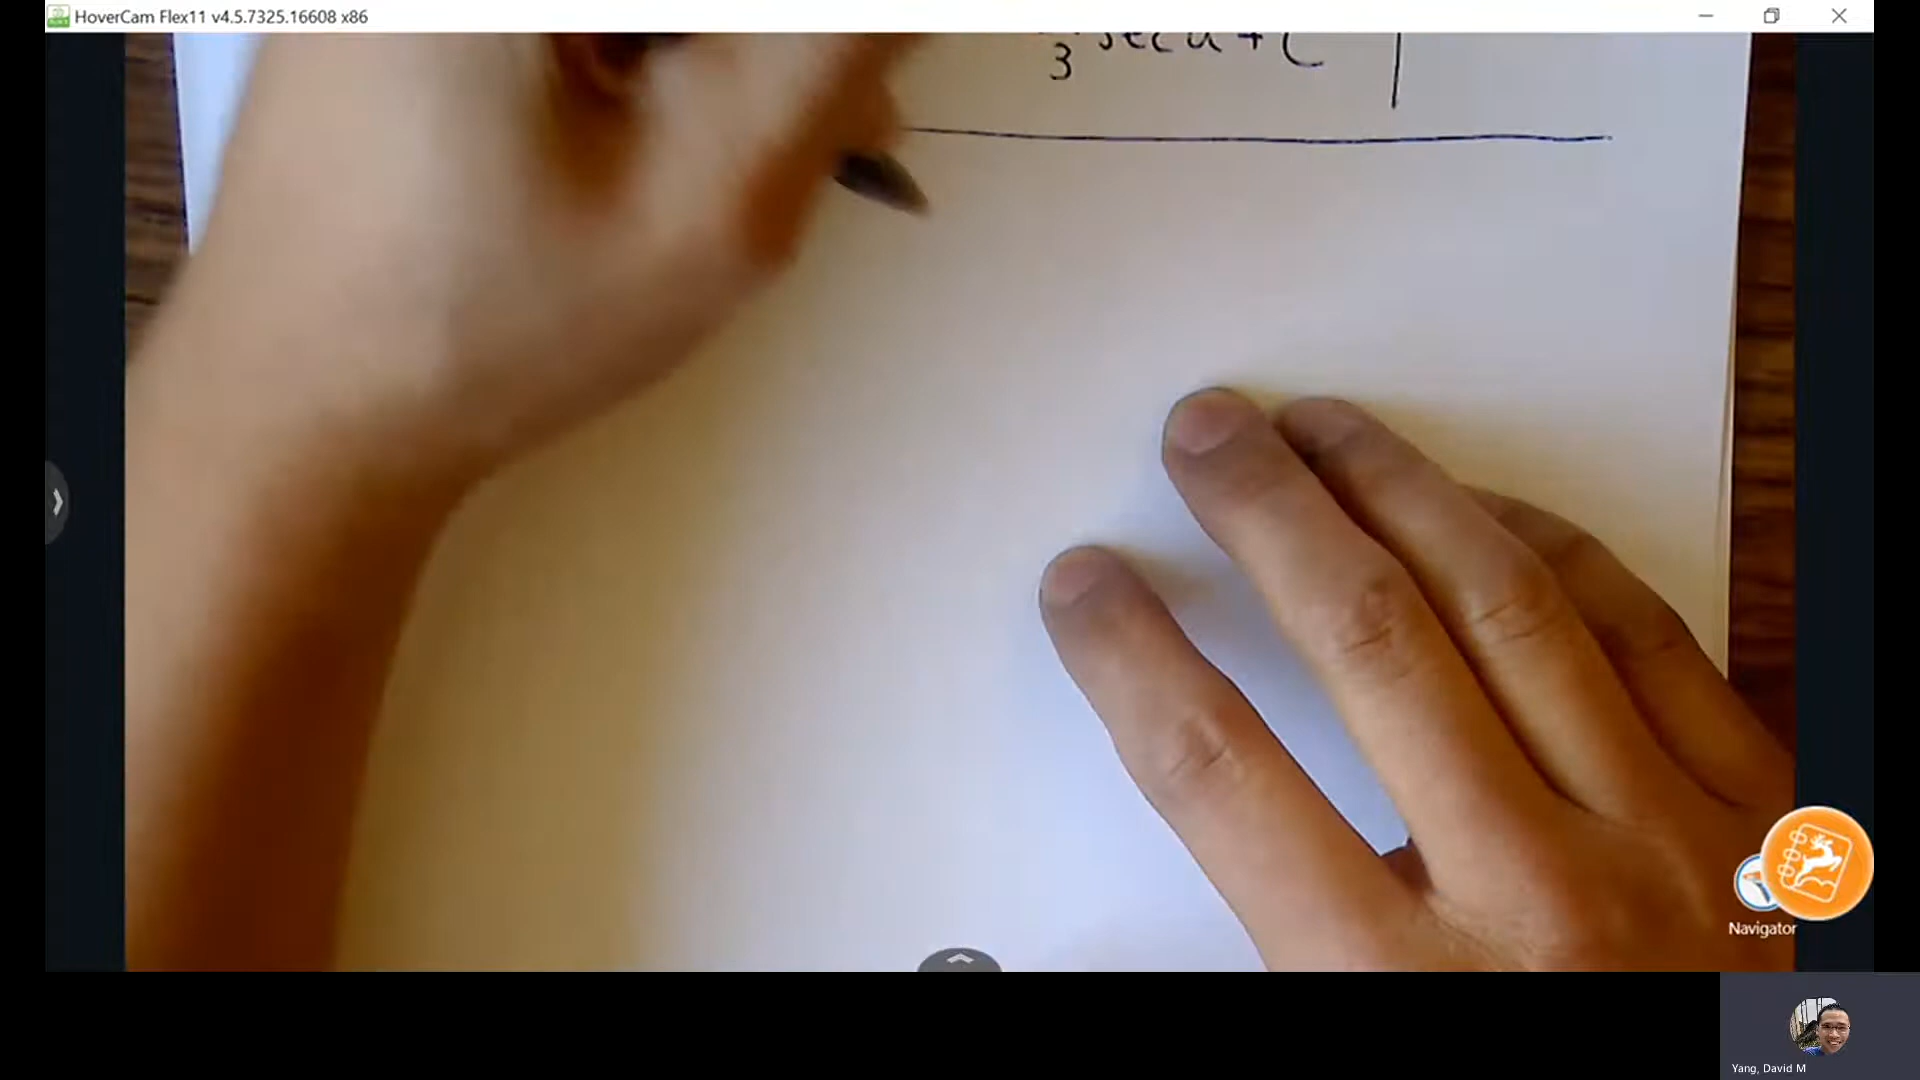 HoverCam Flex11 v4.5.7325.16608 x86
3 sec u + C
Navigator
Yang, David M